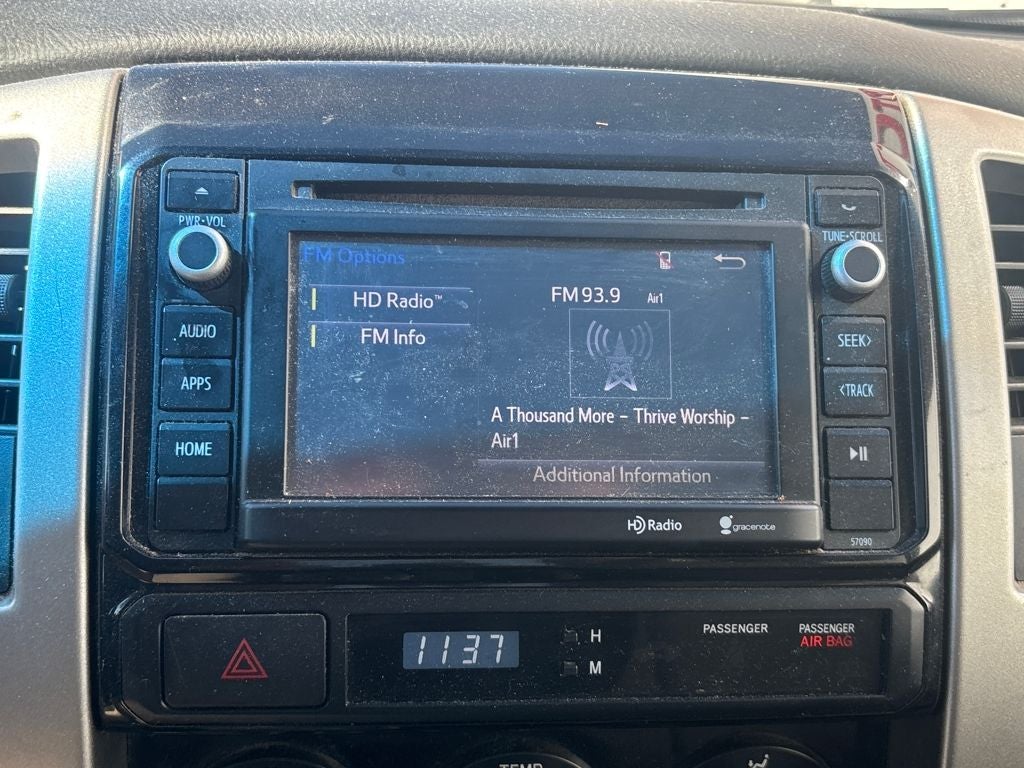 PWR•VOL
AUDIO
APPS
HOME
FM Options
HD Radio™
FM Info
FM 93.9 Air1
A Thousand More – Thrive Worship –
Air1
Additional Information
HD Radio gracenote
TUNE•SCROLL
SEEK>
<TRACK
57090
1137
H
M
PASSENGER
PASSENGER
AIR BAG
TEMP